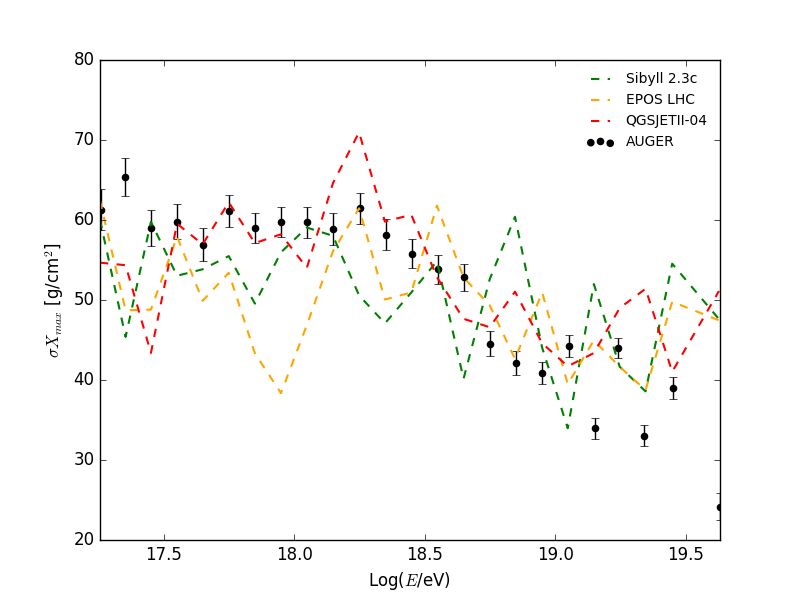 80
70
60
50
40
30
20
σX_max [g/cm²]
17.5 18.0 18.5 19.0 19.5
Log(E/eV)
Sibyll 2.3c
EPOS LHC
QGSJETII-04
AUGER